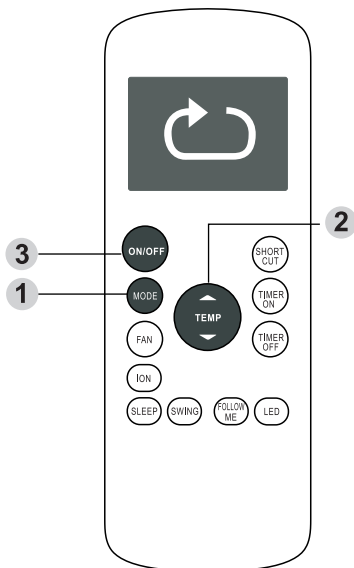 2
3
ON/OFF
SHORT
CUT
1
MODE
TEMP
TIMER
ON
FAN
TIMER
OFF
ION
SLEEP
SWING
FOLLOW
ME
LED